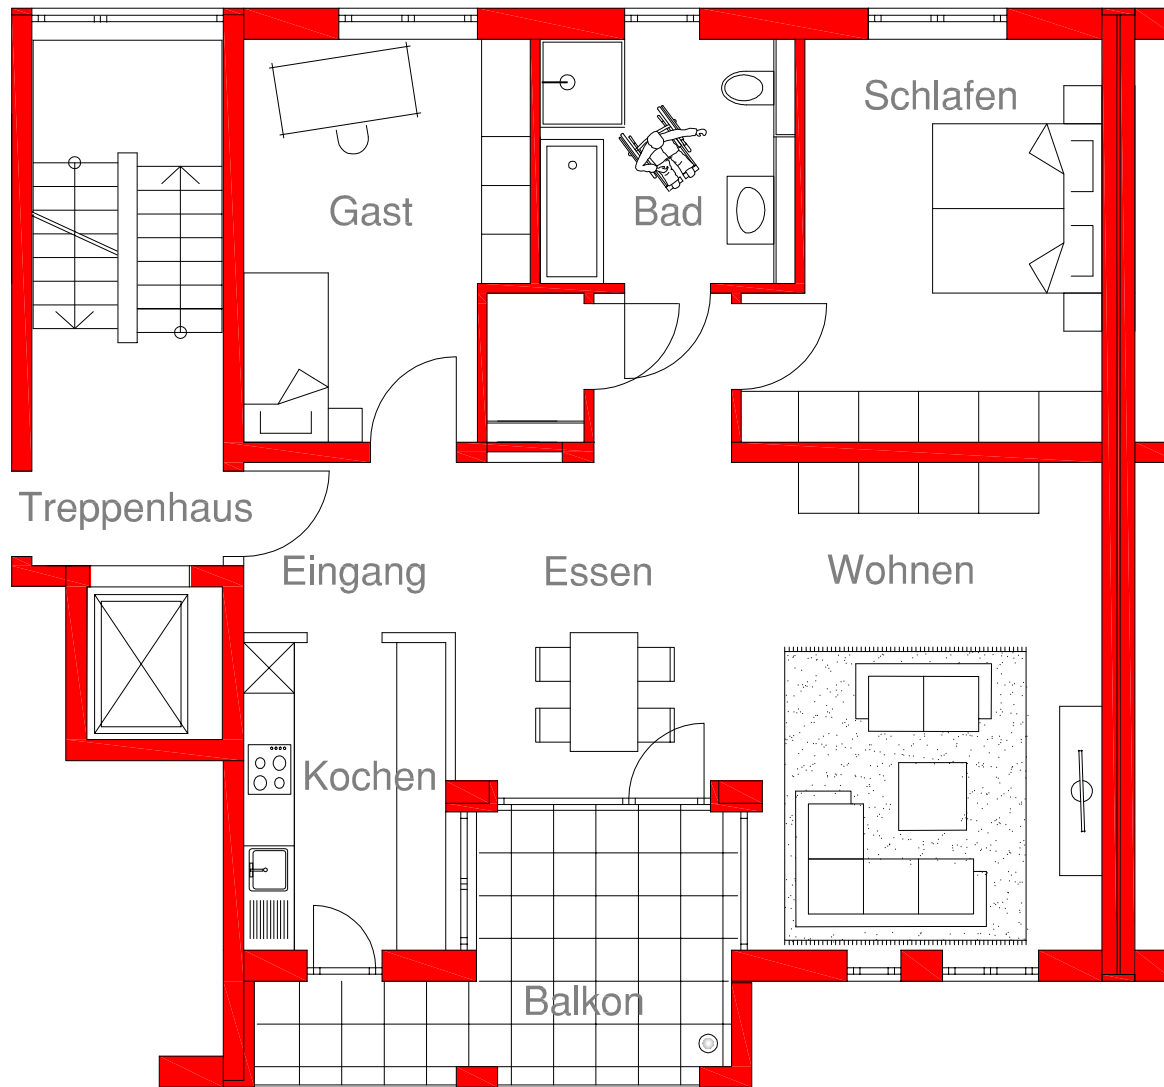 Schlafen
Gast
Bad
Treppenhaus
Eingang
Essen
Wohnen
Kochen
Balkon